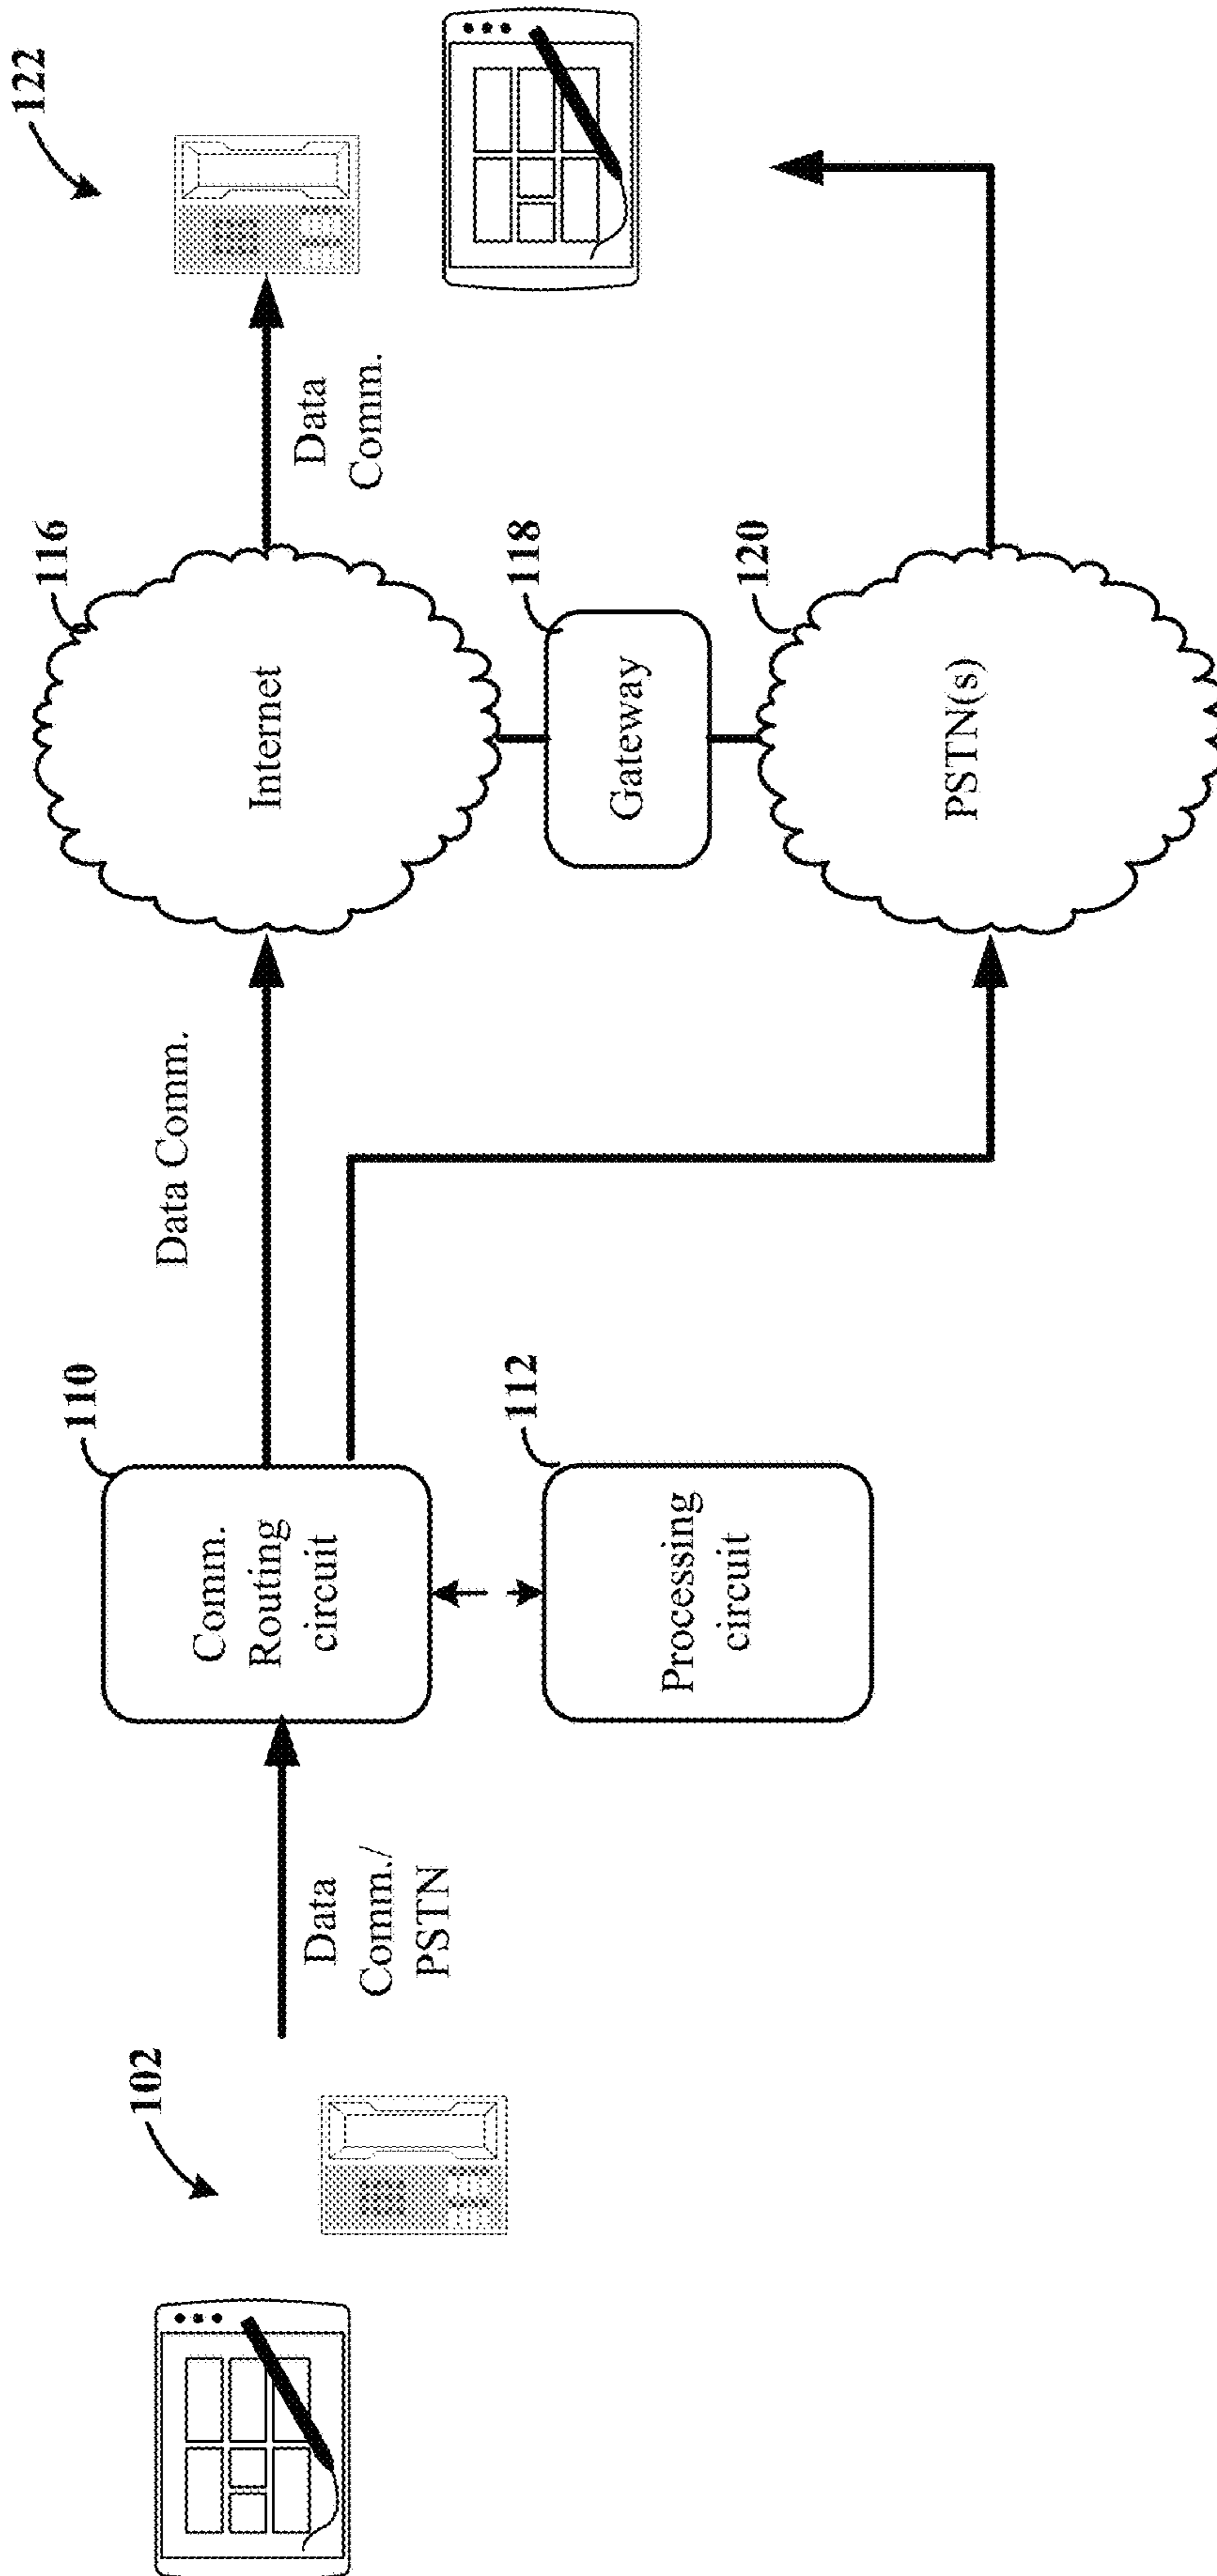 102
Data
Comm./
PSTN
110
Comm.
Routing
circuit
112
Processing
circuit
Data Comm.
116
Internet
118
Gateway
120
PSTN(s)
Data
Comm.
122